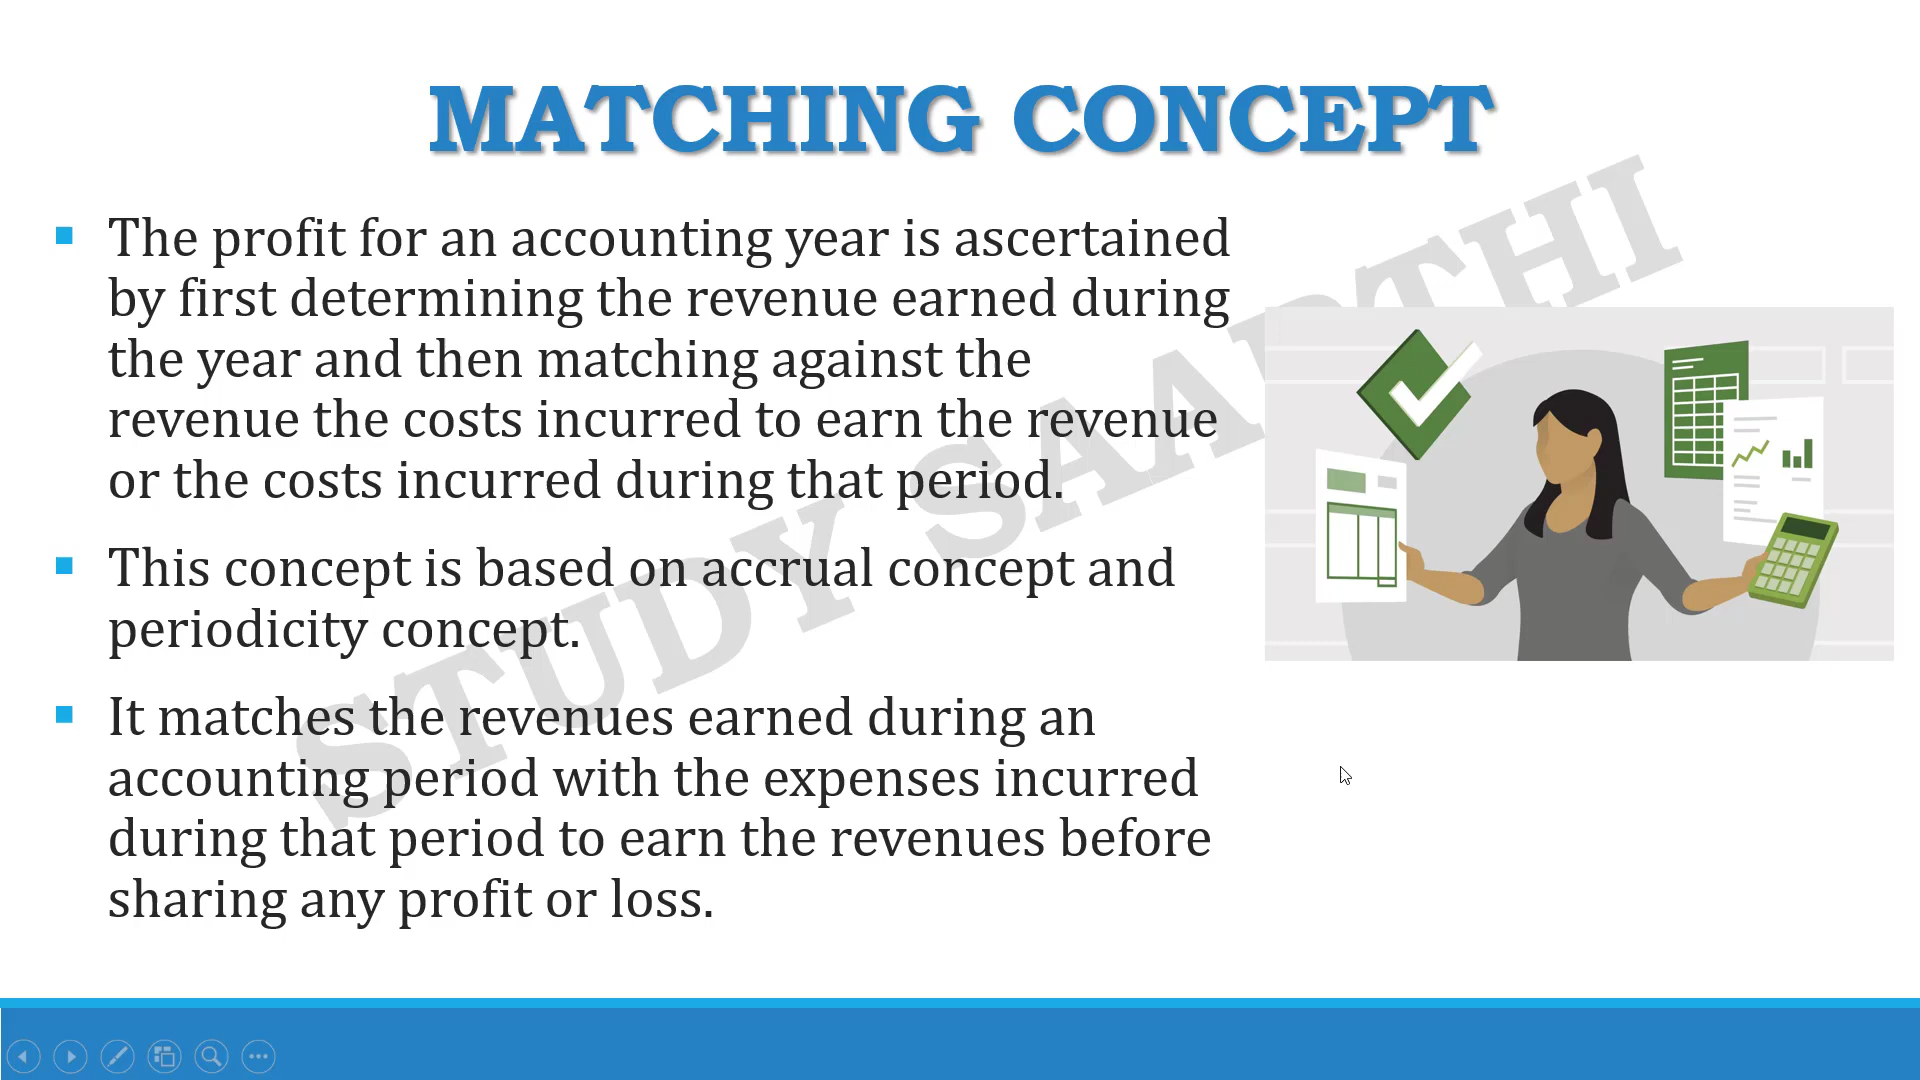 MATCHING CONCEPT
The profit for an accounting year is ascertained
by first determining the revenue earned during
the year and then matching against the
revenue the costs incurred to earn the revenue
or the costs incurred during that period.
This concept is based on accrual concept and
periodicity concept.
It matches the revenues earned during an
accounting period with the expenses incurred
during that period to earn the revenues before
sharing any profit or loss.
STUDY SAARTHI